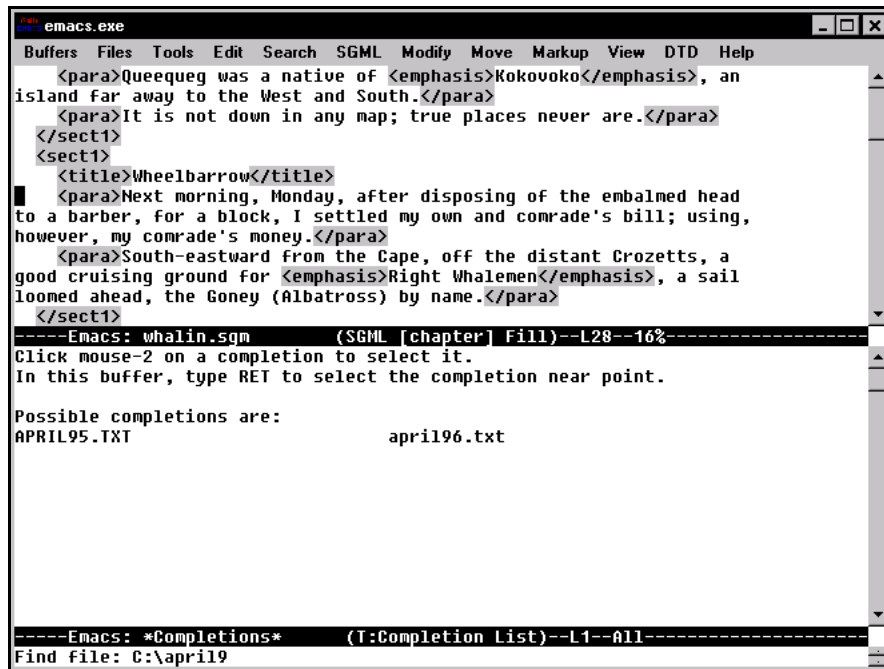 emacs.exe
Buffers Files Tools Edit Search SGML Modify Move Markup View DTD Help
<para>Queequeg was a native of <emphasis>Kokovoko</emphasis>, an
island far away to the West and South.</para>
<para>It is not down in any map; true places never are.</para>
</sect1>
<sect1>
<title>Wheelbarrow</title>
<para>Next morning, Monday, after disposing of the embalmed head
to a barber, for a block, I settled my own and comrade's bill; using,
however, my comrade's money.</para>
<para>South-eastward from the Cape, off the distant Crozetts, a
good cruising ground for <emphasis>Right Whalemen</emphasis>, a sail
loomed ahead, the Goney (Albatross) by name.</para>
</sect1>
-----Emacs: whalin.sgm (SGML [chapter] Fill)--L28--16%-------------------
Click mouse-2 on a completion to select it.
In this buffer, type RET to select the completion near point.
Possible completions are:
APRIL95.TXT april96.txt
-----Emacs: *Completions* (T:Completion List)--L1--All---------------------
Find file: C:\april9